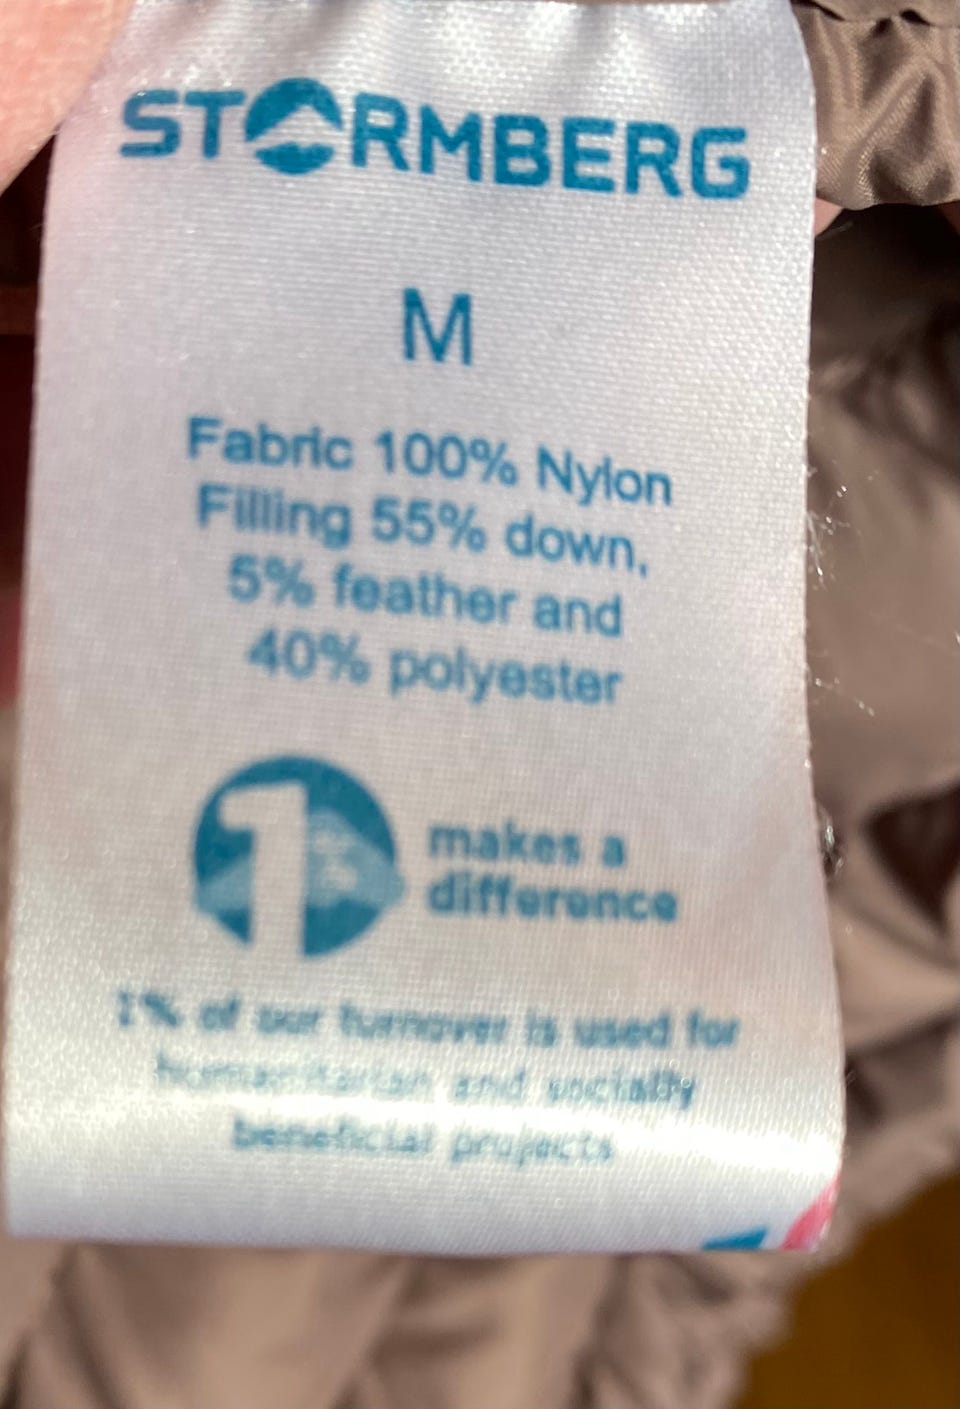 STORMBERG
M
Fabric 100% Nylon
Filling 55% down,
5% feather and
40% polyester
1 makes a
difference
1% of our turnover is used for
humanitarian and socially
beneficial projects